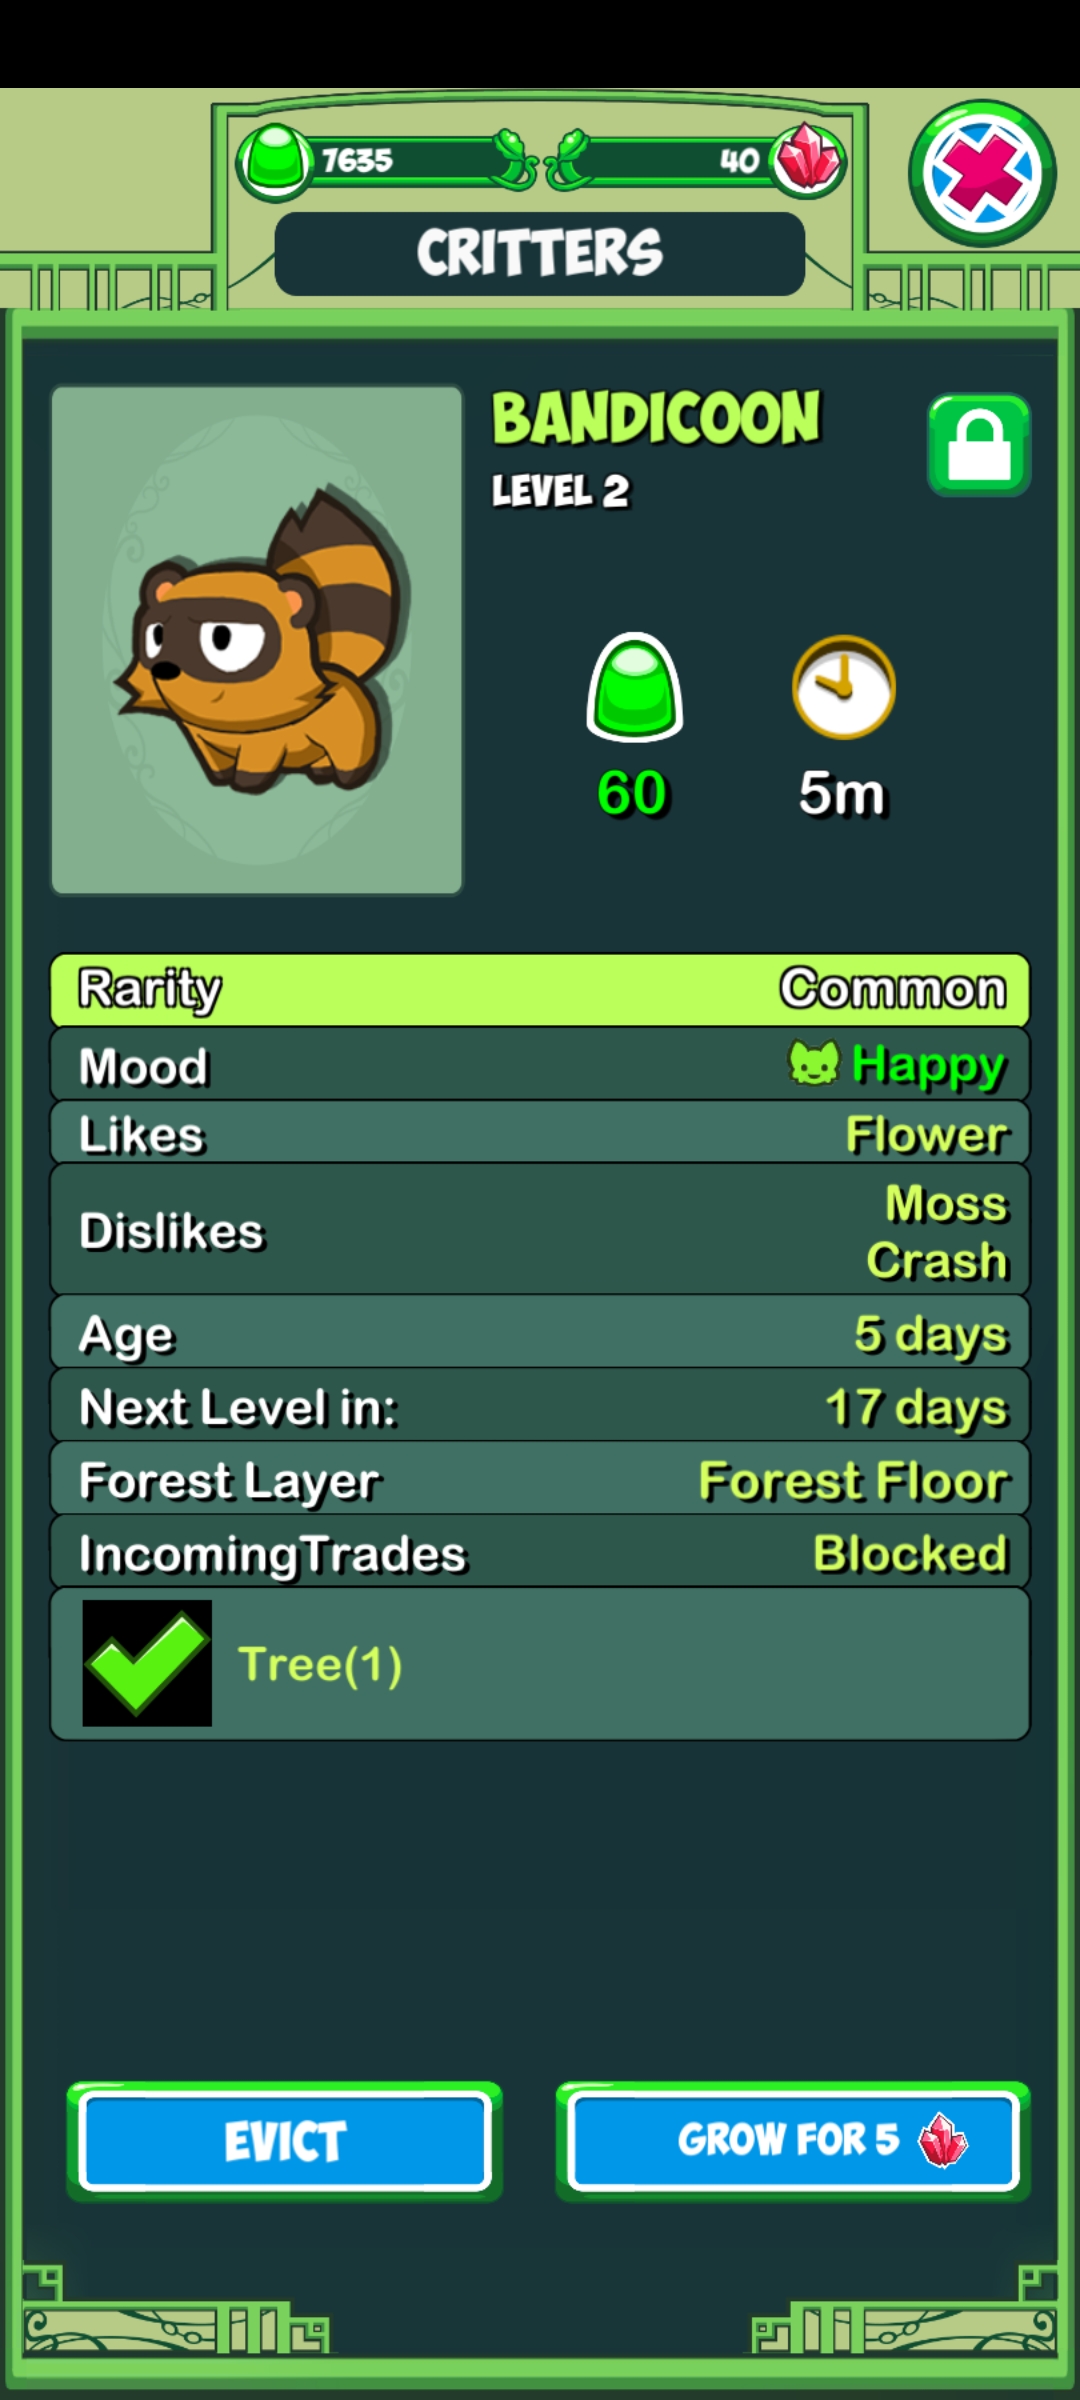 7635
40
CRITTERS
BANDICOON
LEVEL 2
60
5m
Rarity Common
Mood Happy
Likes Flower
Dislikes Moss
Crash
Age 5 days
Next Level in: 17 days
Forest Layer Forest Floor
IncomingTrades Blocked
Tree(1)
EVICT
GROW FOR 5